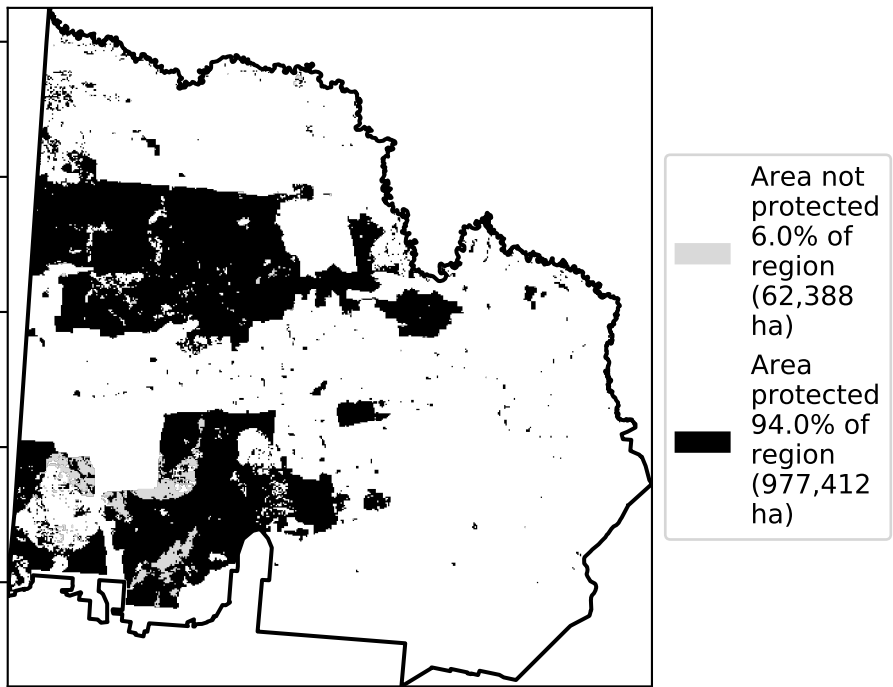 Area not
protected
6.0% of
region
(62,388
ha)
Area
protected
94.0% of
region
(977,412
ha)